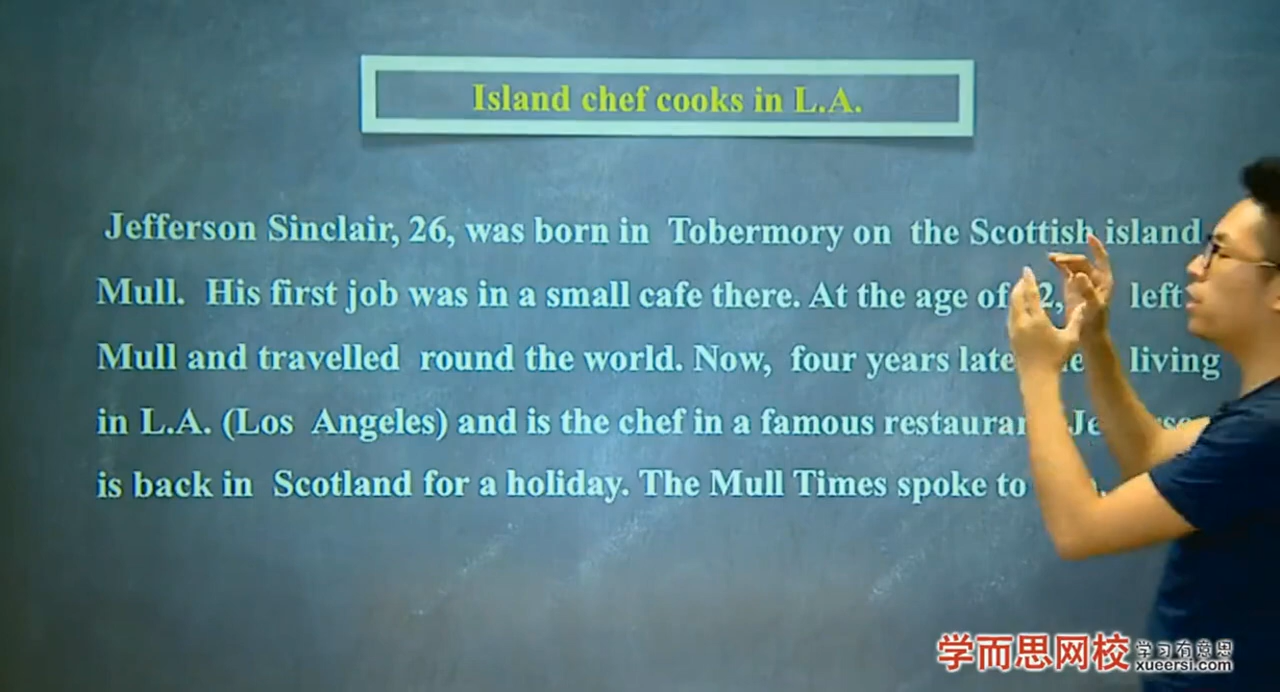 Island chef cooks in L.A.
Jefferson Sinclair, 26, was born in Tobermory on the Scottish island
Mull. His first job was in a small cafe there. At the age of left
Mull and travelled round the world. Now, four years living
in L.A. (Los Angeles) and is the chef in a famous
is back in Scotland for a holiday. The Mull Times spoke to
学而思网校 学习有意思
xueersi.com